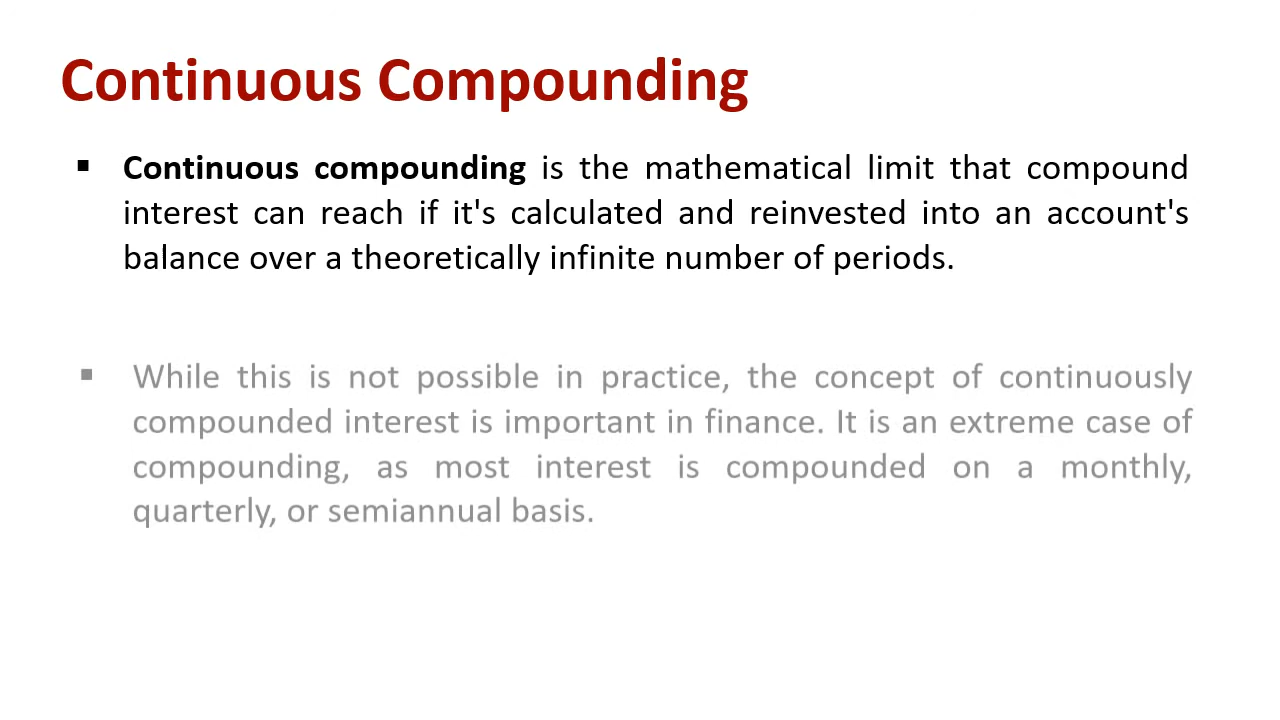 Continuous Compounding
▪ Continuous compounding is the mathematical limit that compound
interest can reach if it's calculated and reinvested into an account's
balance over a theoretically infinite number of periods.
▪ While this is not possible in practice, the concept of continuously
compounded interest is important in finance. It is an extreme case of
compounding, as most interest is compounded on a monthly,
quarterly, or semiannual basis.